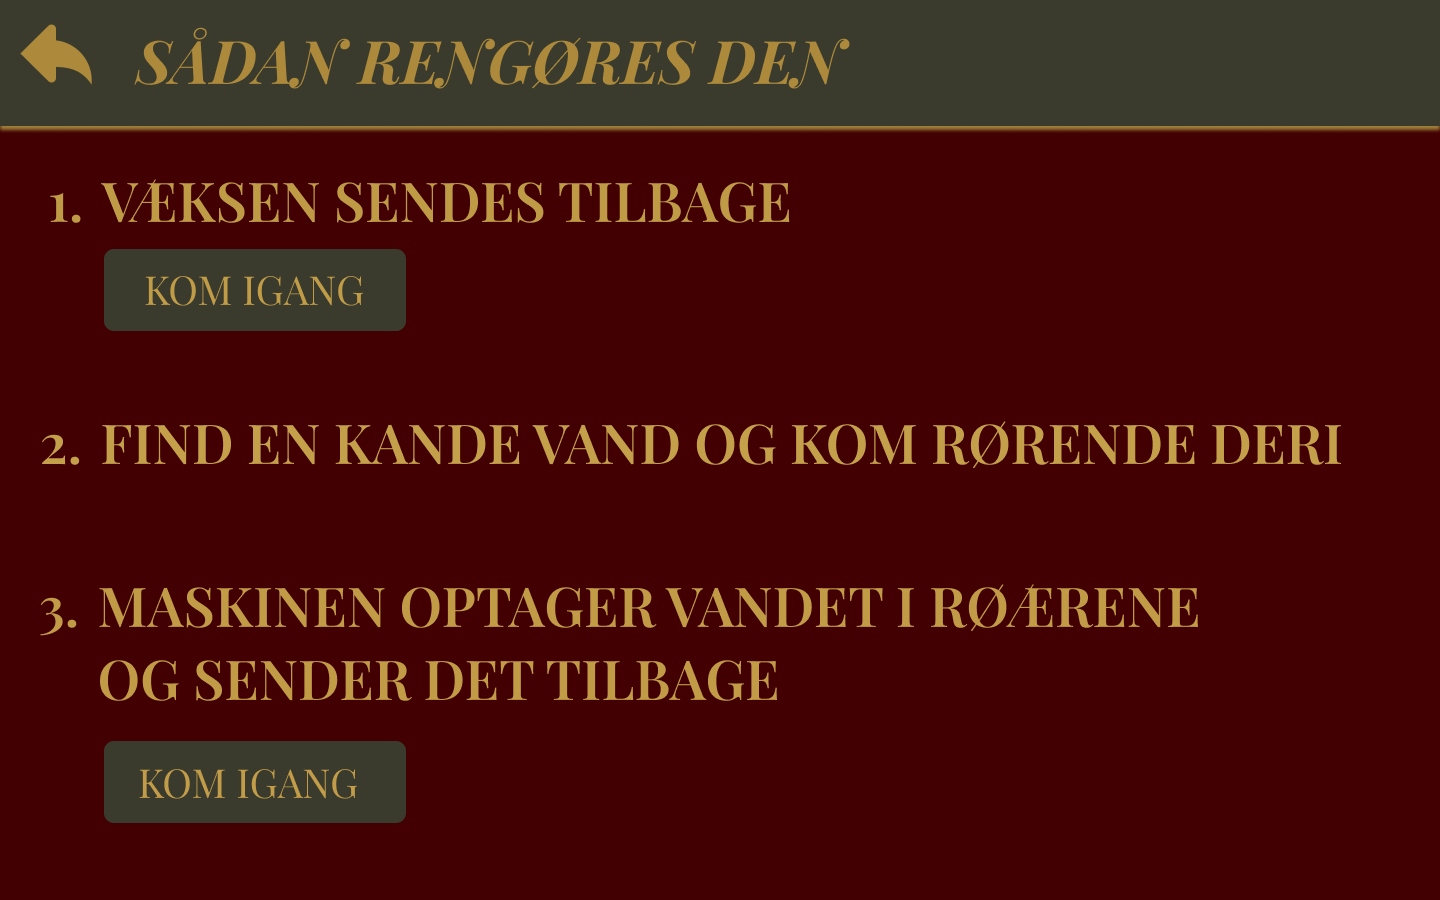 SÅDAN RENGØRES DEN
1. VÆKSEN SENDES TILBAGE
KOM IGANG
2. FIND EN KANDE VAND OG KOM RØRENDE DERI
3. MASKINEN OPTAGER VANDET I RØÆRENE
OG SENDER DET TILBAGE
KOM IGANG